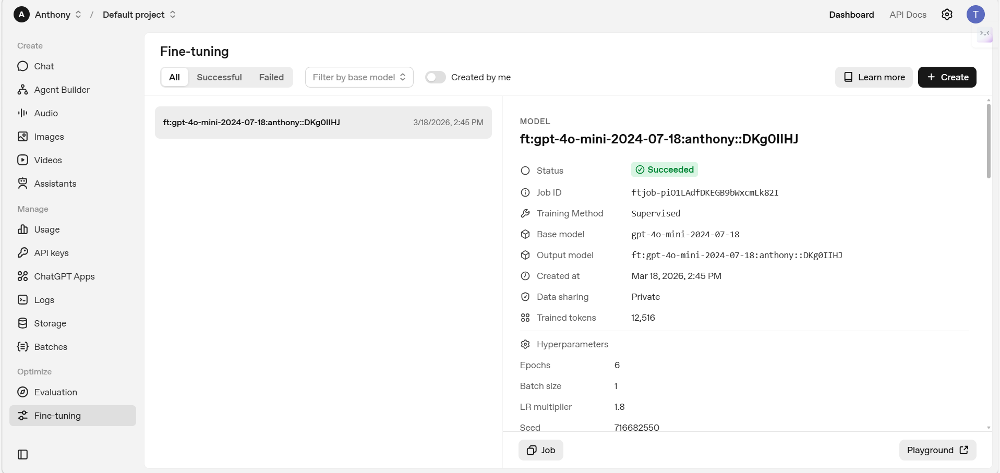 A Anthony / Default project
Dashboard API Docs T
Create
Chat
Agent Builder
Audio
Images
Videos
Assistants
Manage
Usage
API keys
ChatGPT Apps
Logs
Storage
Batches
Optimize
Evaluation
Fine-tuning
Fine-tuning
All Successful Failed Filter by base model Created by me
Learn more + Create
ft:gpt-4o-mini-2024-07-18:anthony::DKg0IIHJ 3/18/2026, 2:45 PM
MODEL
ft:gpt-4o-mini-2024-07-18:anthony::DKg0IIHJ
Status Succeeded
Job ID ftjob-piO1LAdfDKEGB9bWxcmLk82I
Training Method Supervised
Base model gpt-4o-mini-2024-07-18
Output model ft:gpt-4o-mini-2024-07-18:anthony::DKg0IIHJ
Created at Mar 18, 2026, 2:45 PM
Data sharing Private
Trained tokens 12,516
Hyperparameters
Epochs 6
Batch size 1
LR multiplier 1.8
Seed 716682550
Job
Playground